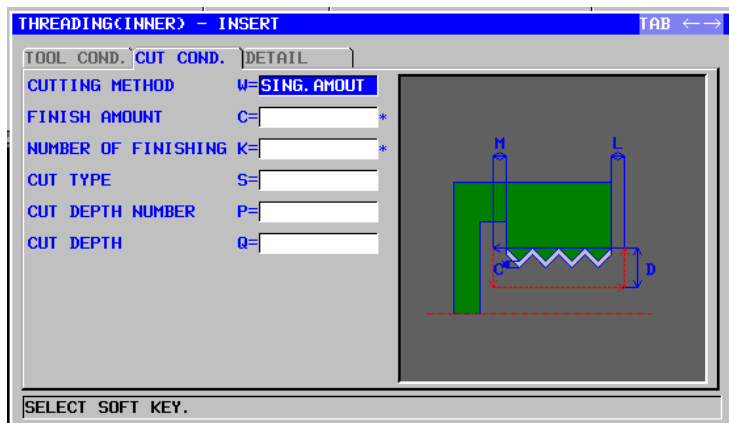 THREADING(INNER) - INSERT TAB ←→
TOOL COND. CUT COND. DETAIL
CUTTING METHOD W=SING.AMOUT
FINISH AMOUNT C= *
NUMBER OF FINISHING K= *
CUT TYPE S=
CUT DEPTH NUMBER P=
CUT DEPTH Q=
M L
C D
SELECT SOFT KEY.